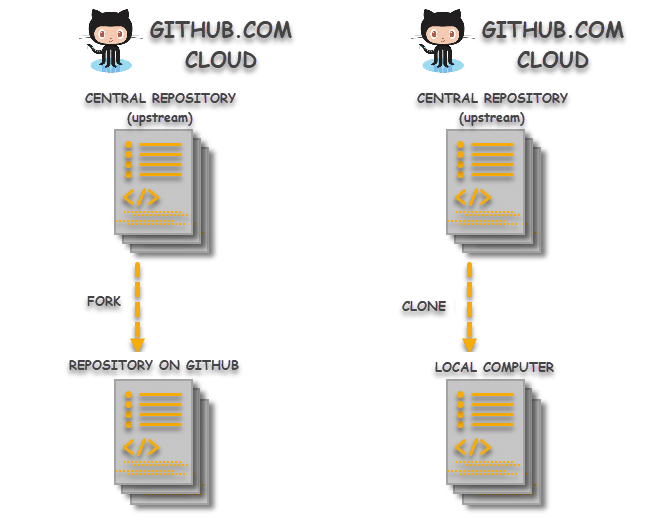 GITHUB.COM
CLOUD
CENTRAL REPOSITORY
(upstream)
</>
FORK
REPOSITORY ON GITHUB
</>
GITHUB.COM
CLOUD
CENTRAL REPOSITORY
(upstream)
</>
CLONE
LOCAL COMPUTER
</>